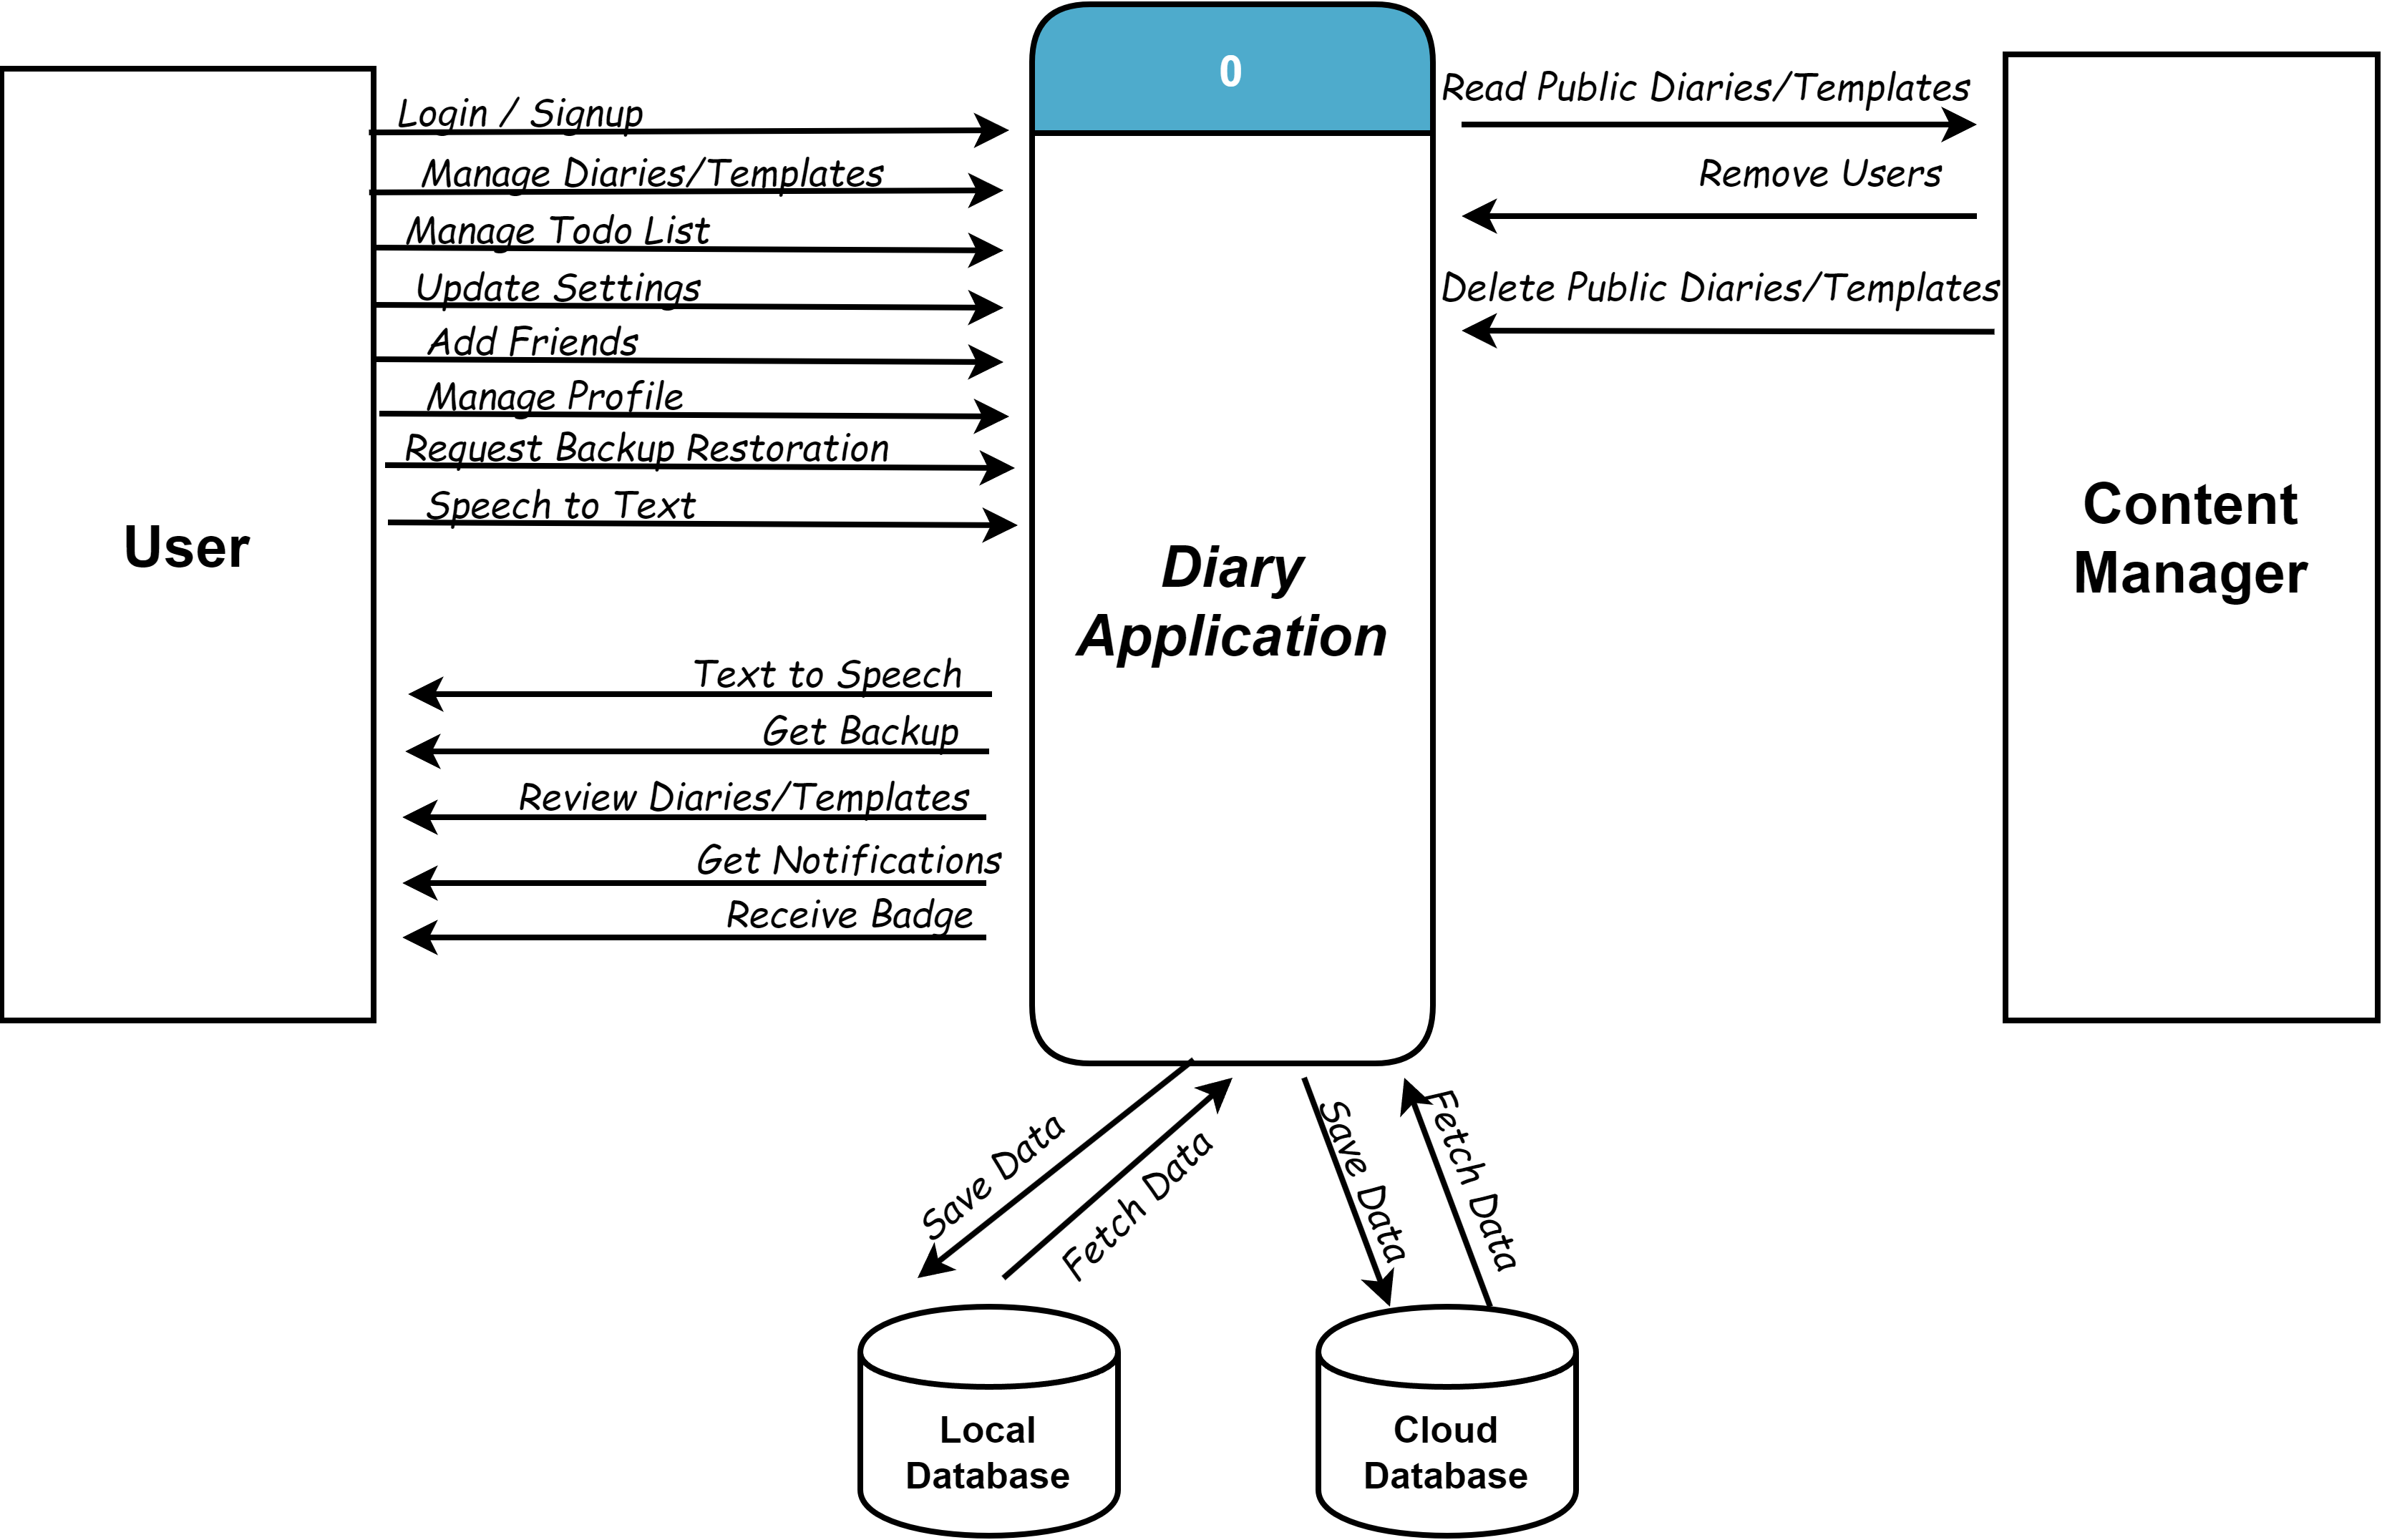 0
User
Login / Signup
Manage Diaries/Templates
Manage Todo List
Update Settings
Add Friends
Manage Profile
Request Backup Restoration
Speech to Text
Text to Speech
Get Backup
Review Diaries/Templates
Get Notifications
Receive Badge
Diary
Application
Read Public Diaries/Templates
Remove Users
Delete Public Diaries/Templates
Content
Manager
Save Data
Fetch Data
Save Data
Fetch Data
Local
Database
Cloud
Database